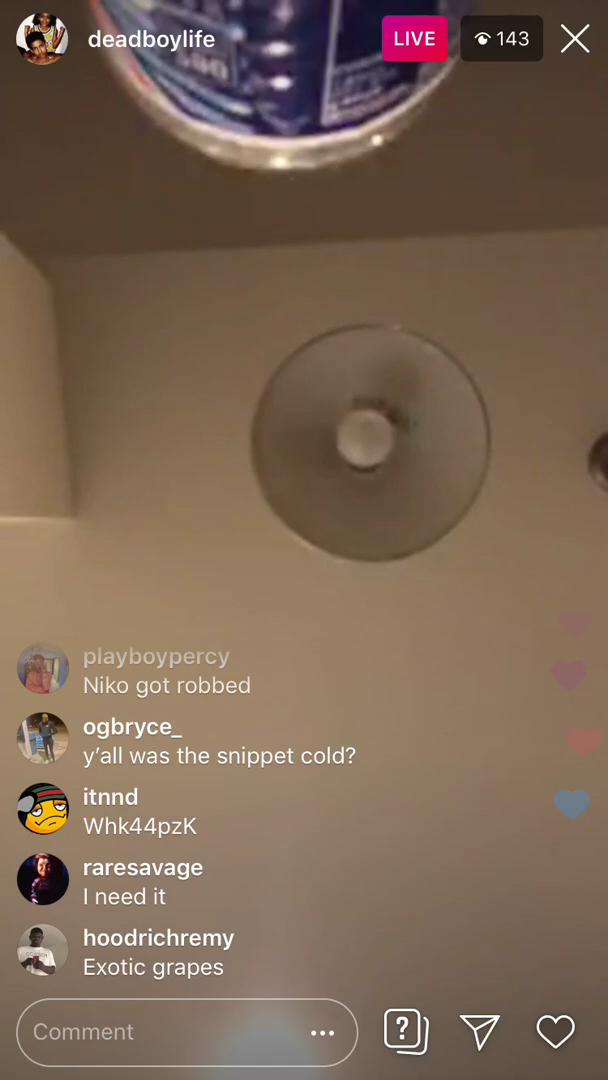 deadboylife
LIVE
143
playboypercy
Niko got robbed
ogbryce_
y'all was the snippet cold?
itnnd
Whk44pzK
raresavage
I need it
hoodrichremy
Exotic grapes
Comment